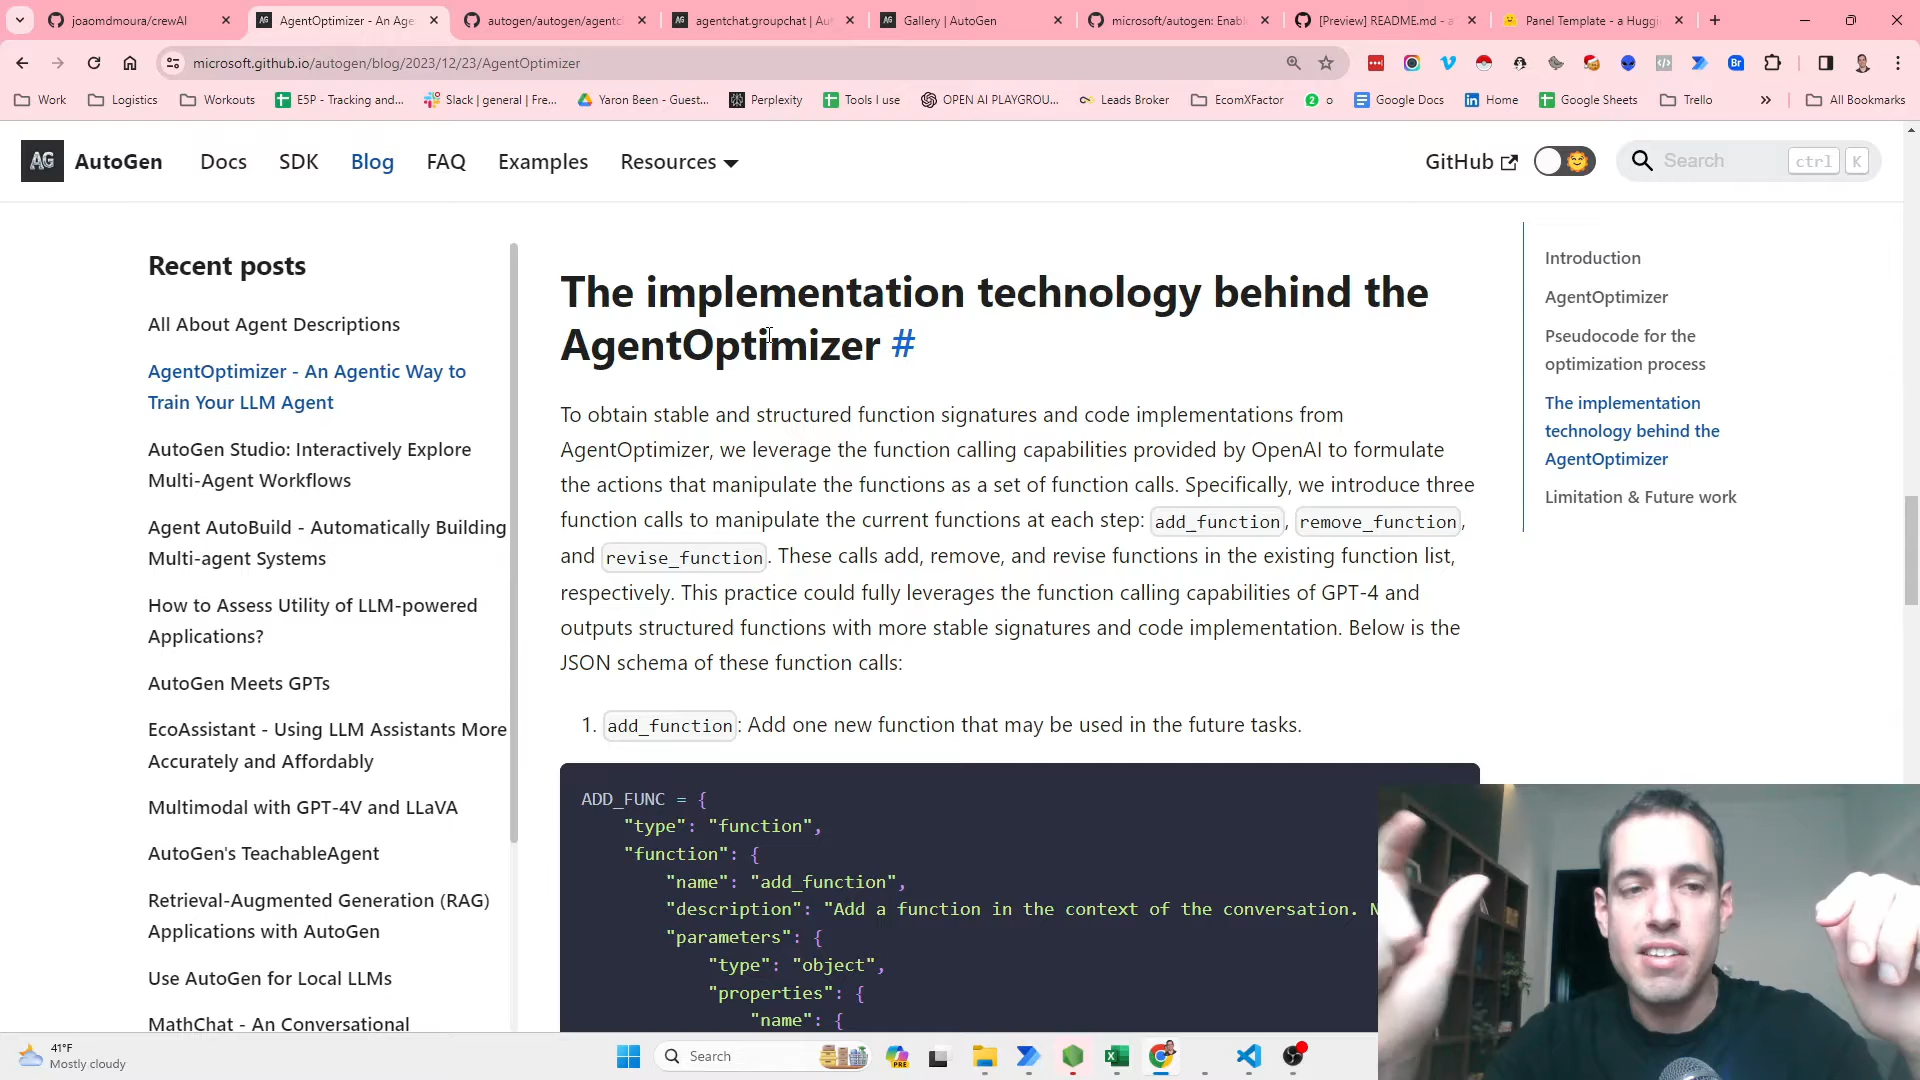 joaomdmoura/crewAI
AgentOptimizer - An Age
autogen/autogen/agentc
agentchat.groupchat | Au
Gallery | AutoGen
microsoft/autogen: Enabl
[Preview] README.md - a
Panel Template - a Huggi
microsoft.github.io/autogen/blog/2023/12/23/AgentOptimizer
Work
Logistics
Workouts
E5P - Tracking and...
Slack | general | Fre...
Yaron Been - Guest...
Perplexity
Tools I use
OPEN AI PLAYGROU...
Leads Broker
EcomXFactor
2 o
Google Docs
Home
Google Sheets
Trello
»
All Bookmarks
AG AutoGen
Docs
SDK
Blog
FAQ
Examples
Resources
GitHub
Search ctrl K
Recent posts
All About Agent Descriptions
AgentOptimizer - An Agentic Way to
Train Your LLM Agent
AutoGen Studio: Interactively Explore
Multi-Agent Workflows
Agent AutoBuild - Automatically Building
Multi-agent Systems
How to Assess Utility of LLM-powered
Applications?
AutoGen Meets GPTs
EcoAssistant - Using LLM Assistants More
Accurately and Affordably
Multimodal with GPT-4V and LLaVA
AutoGen's TeachableAgent
Retrieval-Augmented Generation (RAG)
Applications with AutoGen
Use AutoGen for Local LLMs
MathChat - An Conversational
The implementation technology behind the
AgentOptimizer #
To obtain stable and structured function signatures and code implementations from
AgentOptimizer, we leverage the function calling capabilities provided by OpenAI to formulate
the actions that manipulate the functions as a set of function calls. Specifically, we introduce three
function calls to manipulate the current functions at each step: add_function, remove_function,
and revise_function. These calls add, remove, and revise functions in the existing function list,
respectively. This practice could fully leverages the function calling capabilities of GPT-4 and
outputs structured functions with more stable signatures and code implementation. Below is the
JSON schema of these function calls:
1. add_function: Add one new function that may be used in the future tasks.
ADD_FUNC = {
"type": "function",
"function": {
"name": "add_function",
"description": "Add a function in the context of the conversation. N
"parameters": {
"type": "object",
"properties": {
"name": {
Introduction
AgentOptimizer
Pseudocode for the
optimization process
The implementation
technology behind the
AgentOptimizer
Limitation & Future work
41°F
Mostly cloudy
Search
PRE